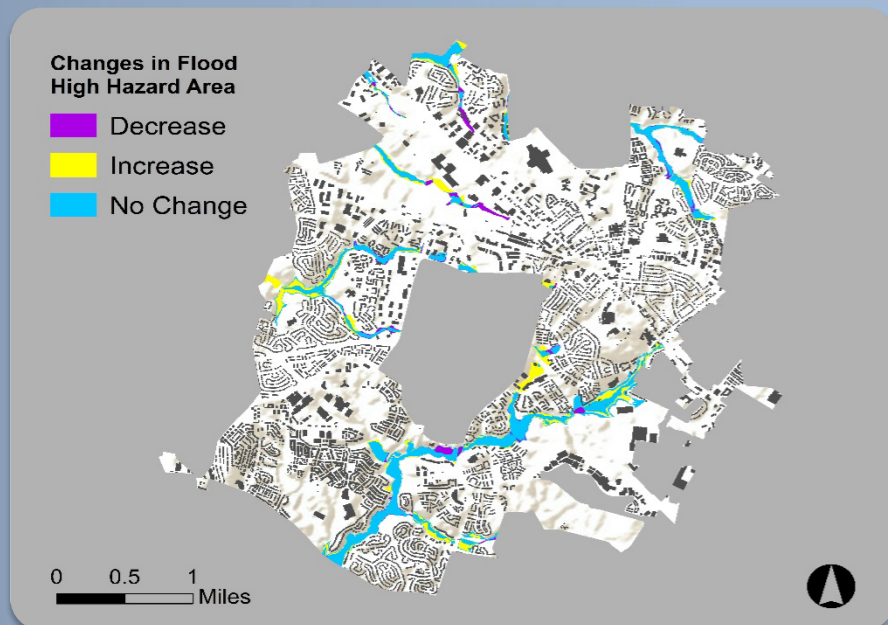 Changes in Flood
High Hazard Area
Decrease
Increase
No Change
0 0.5 1
Miles